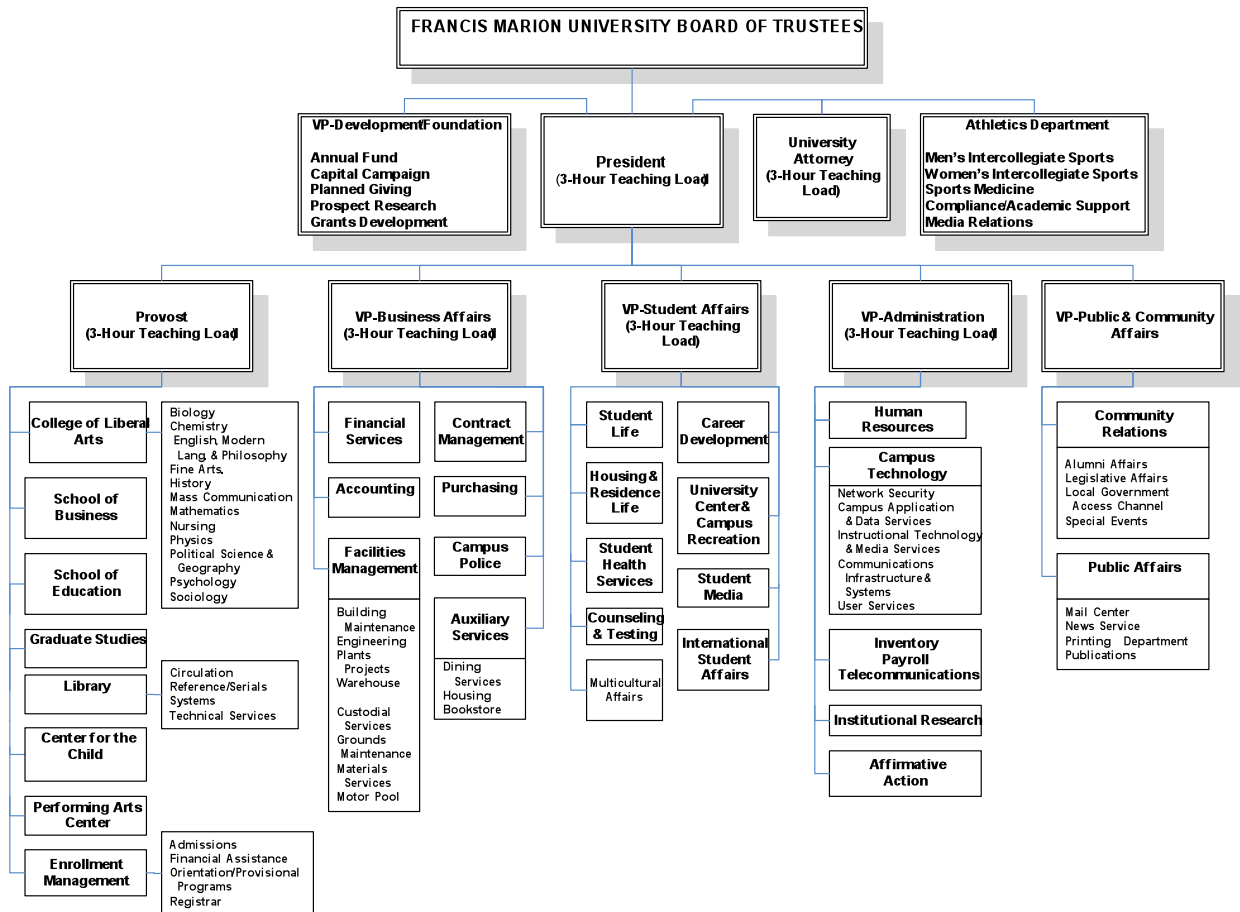 FRANCIS MARION UNIVERSITY BOARD OF TRUSTEES
VP-Development/Foundation
Annual Fund
Capital Campaign
Planned Giving
Prospect Research
Grants Development
President
(3-Hour Teaching Load)
University
Attorney
(3-Hour Teaching
Load)
Athletics Department
Men's Intercollegiate Sports
Women's Intercollegiate Sports
Sports Medicine
Compliance/Academic Support
Media Relations
Provost
(3-Hour Teaching Load)
VP-Business Affairs
(3-Hour Teaching Load)
VP-Student Affairs
(3-Hour Teaching
Load)
VP-Administration
(3-Hour Teaching Load)
VP-Public & Community
Affairs
College of Liberal
Arts
Biology
Chemistry
English, Modern
Lang, & Philosophy
Fine Arts,
History
Mass Communication
Mathematics
Nursing
Physics
Political Science &
Geography
Psychology
Sociology
School of
Business
School of
Education
Graduate Studies
Library
Circulation
Reference/Serials
Systems
Technical Services
Center for the
Child
Performing Arts
Center
Enrollment
Management
Admissions
Financial Assistance
Orientation/Provisional
Programs
Registrar
Financial
Services
Accounting
Facilities
Management
Building
Maintenance
Engineering
Plants
Projects
Warehouse
Custodial
Services
Grounds
Maintenance
Materials
Services
Motor Pool
Contract
Management
Purchasing
Campus
Police
Auxiliary
Services
Dining
Services
Housing
Bookstore
Student
Life
Housing &
Residence
Life
Student
Health
Services
Counseling
& Testing
Multicultural
Affairs
Career
Development
University
Center &
Campus
Recreation
Student
Media
International
Student
Affairs
Human
Resources
Campus
Technology
Network Security
Campus Application
& Data Services
Instructional Technology
& Media Services
Communications
Infrastructure &
Systems
User Services
Inventory
Payroll
Telecommunications
Institutional Research
Affirmative
Action
Community
Relations
Alumni Affairs
Legislative Affairs
Local Government
Access Channel
Special Events
Public Affairs
Mail Center
News Service
Printing Department
Publications